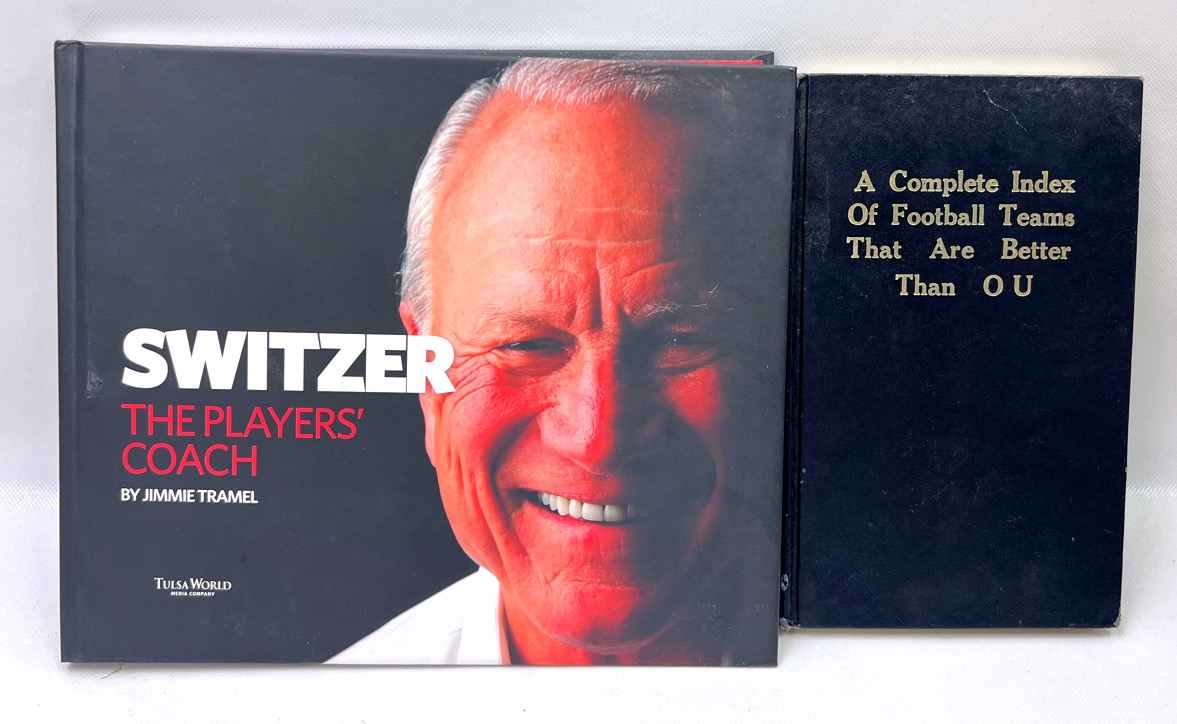 SWITZER
THE PLAYERS'
COACH
BY JIMMIE TRAMEL
TULSA WORLD
MEDIA COMPANY
A Complete Index
Of Football Teams
That Are Better
Than O U